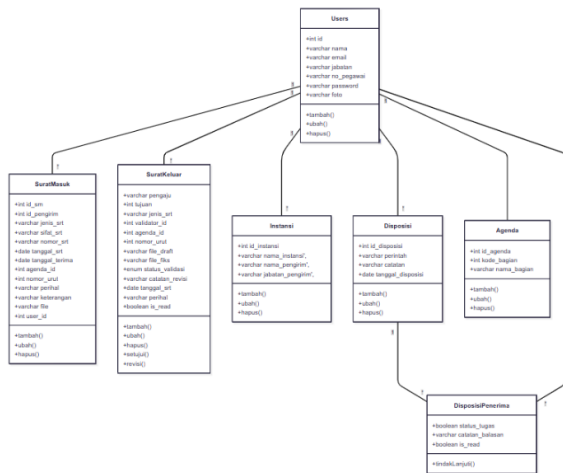 Users
+int id
+varchar nama
+varchar email
+varchar jabatan
+varchar no_pegawai
+varchar password
+varchar foto
+tambah()
+ubah()
+hapus()
SuratMasuk
+int id_sm
+int id_pengirim
+varchar jenis_srt
+varchar sifat_srt
+varchar nomor_srt
+date tanggal_srt
+date tanggal_terima
+int agenda_id
+int nomor_urut
+varchar perihal
+varchar keterangan
+varchar file
+int user_id
+tambah()
+ubah()
+hapus()
SuratKeluar
+varchar pengaju
+int tujuan
+varchar jenis_srt
+int validator_id
+int agenda_id
+int nomor_urut
+varchar file_draft
+varchar file_fiks
+enum status_validasi
+varchar catatan_revisi
+date tanggal_srt
+varchar perihal
+boolean is_read
+tambah()
+ubah()
+hapus()
+setujui()
+revisi()
Instansi
+int id_instansi
+varchar nama_instansi',
+varchar nama_pengirim',
+varchar jabatan_pengirim',
+tambah()
+ubah()
+hapus()
Disposisi
+int id_disposisi
+varchar perintah
+varchar catatan
+date tanggal_disposisi
+tambah()
+ubah()
+hapus()
Agenda
+int id_agenda
+int kode_bagian
+varchar nama_bagian
+tambah()
+ubah()
+hapus()
DisposisiPenerima
+boolean status_tugas
+varchar catatan_balasan
+boolean is_read
+tindakLanjuti()